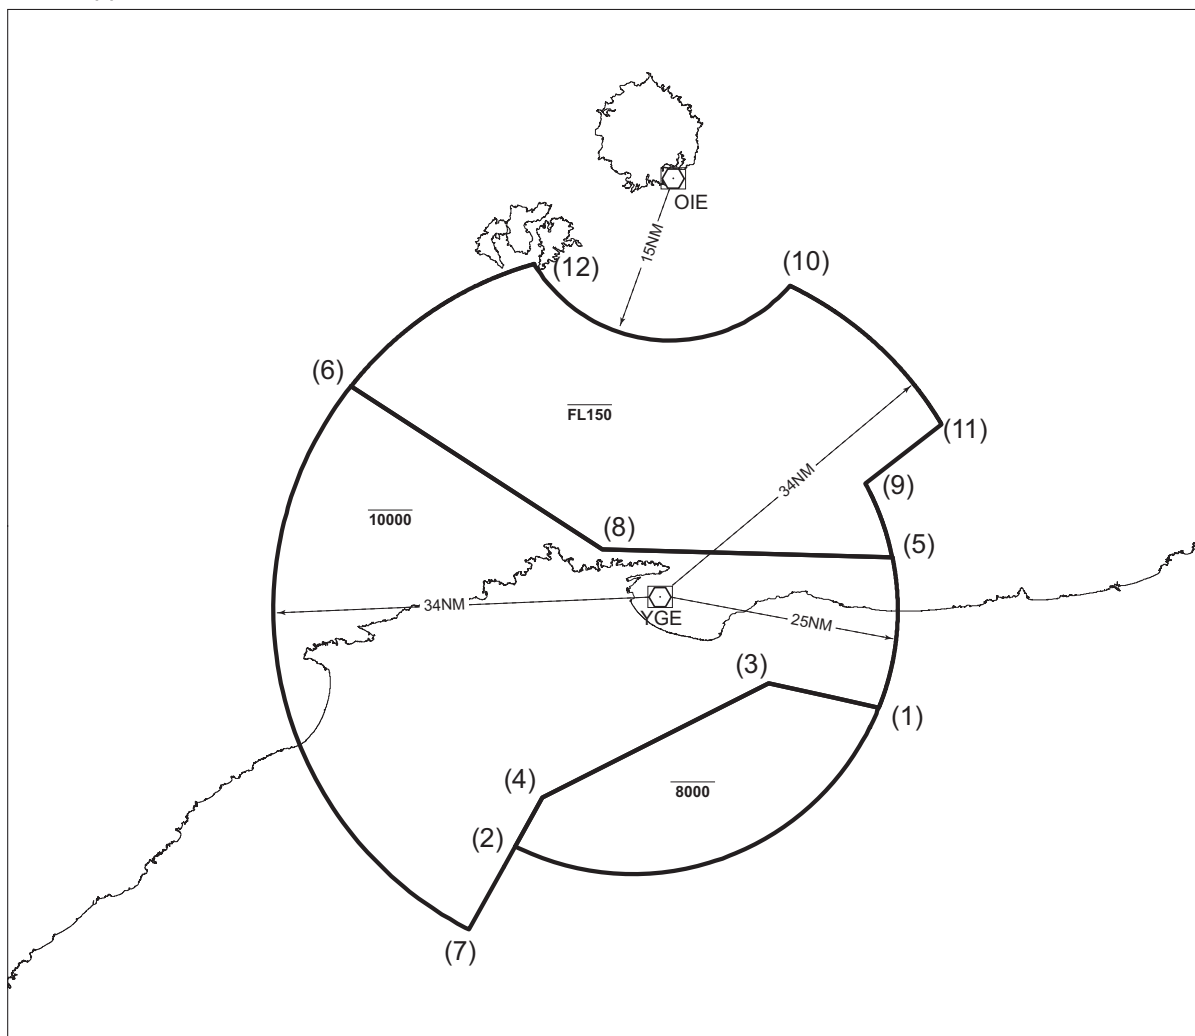 OIE
15NM
(12)
(10)
(6)
FL150
(11)
34NM
(9)
10000
(8)
(5)
34NM
YGE
25NM
(3)
(1)
(4)
8000
(2)
(7)